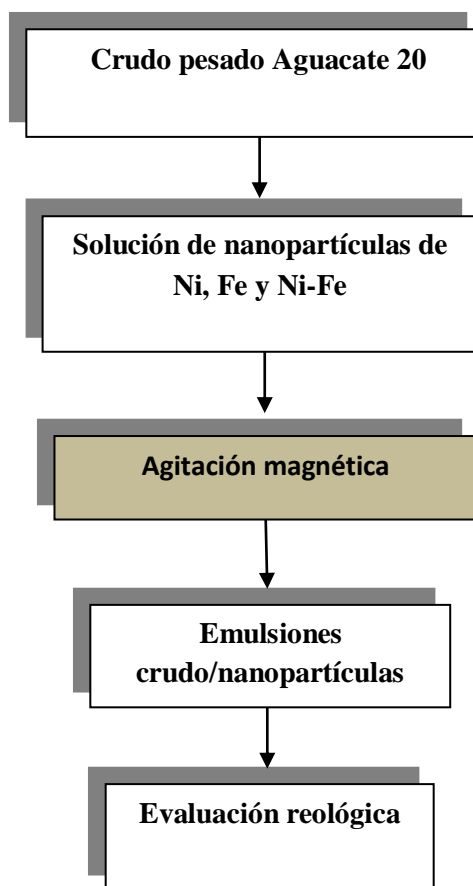 Crudo pesado Aguacate 20
Solución de nanopartículas de
Ni, Fe y Ni-Fe
Agitación magnética
Emulsiones
crudo/nanopartículas
Evaluación reológica